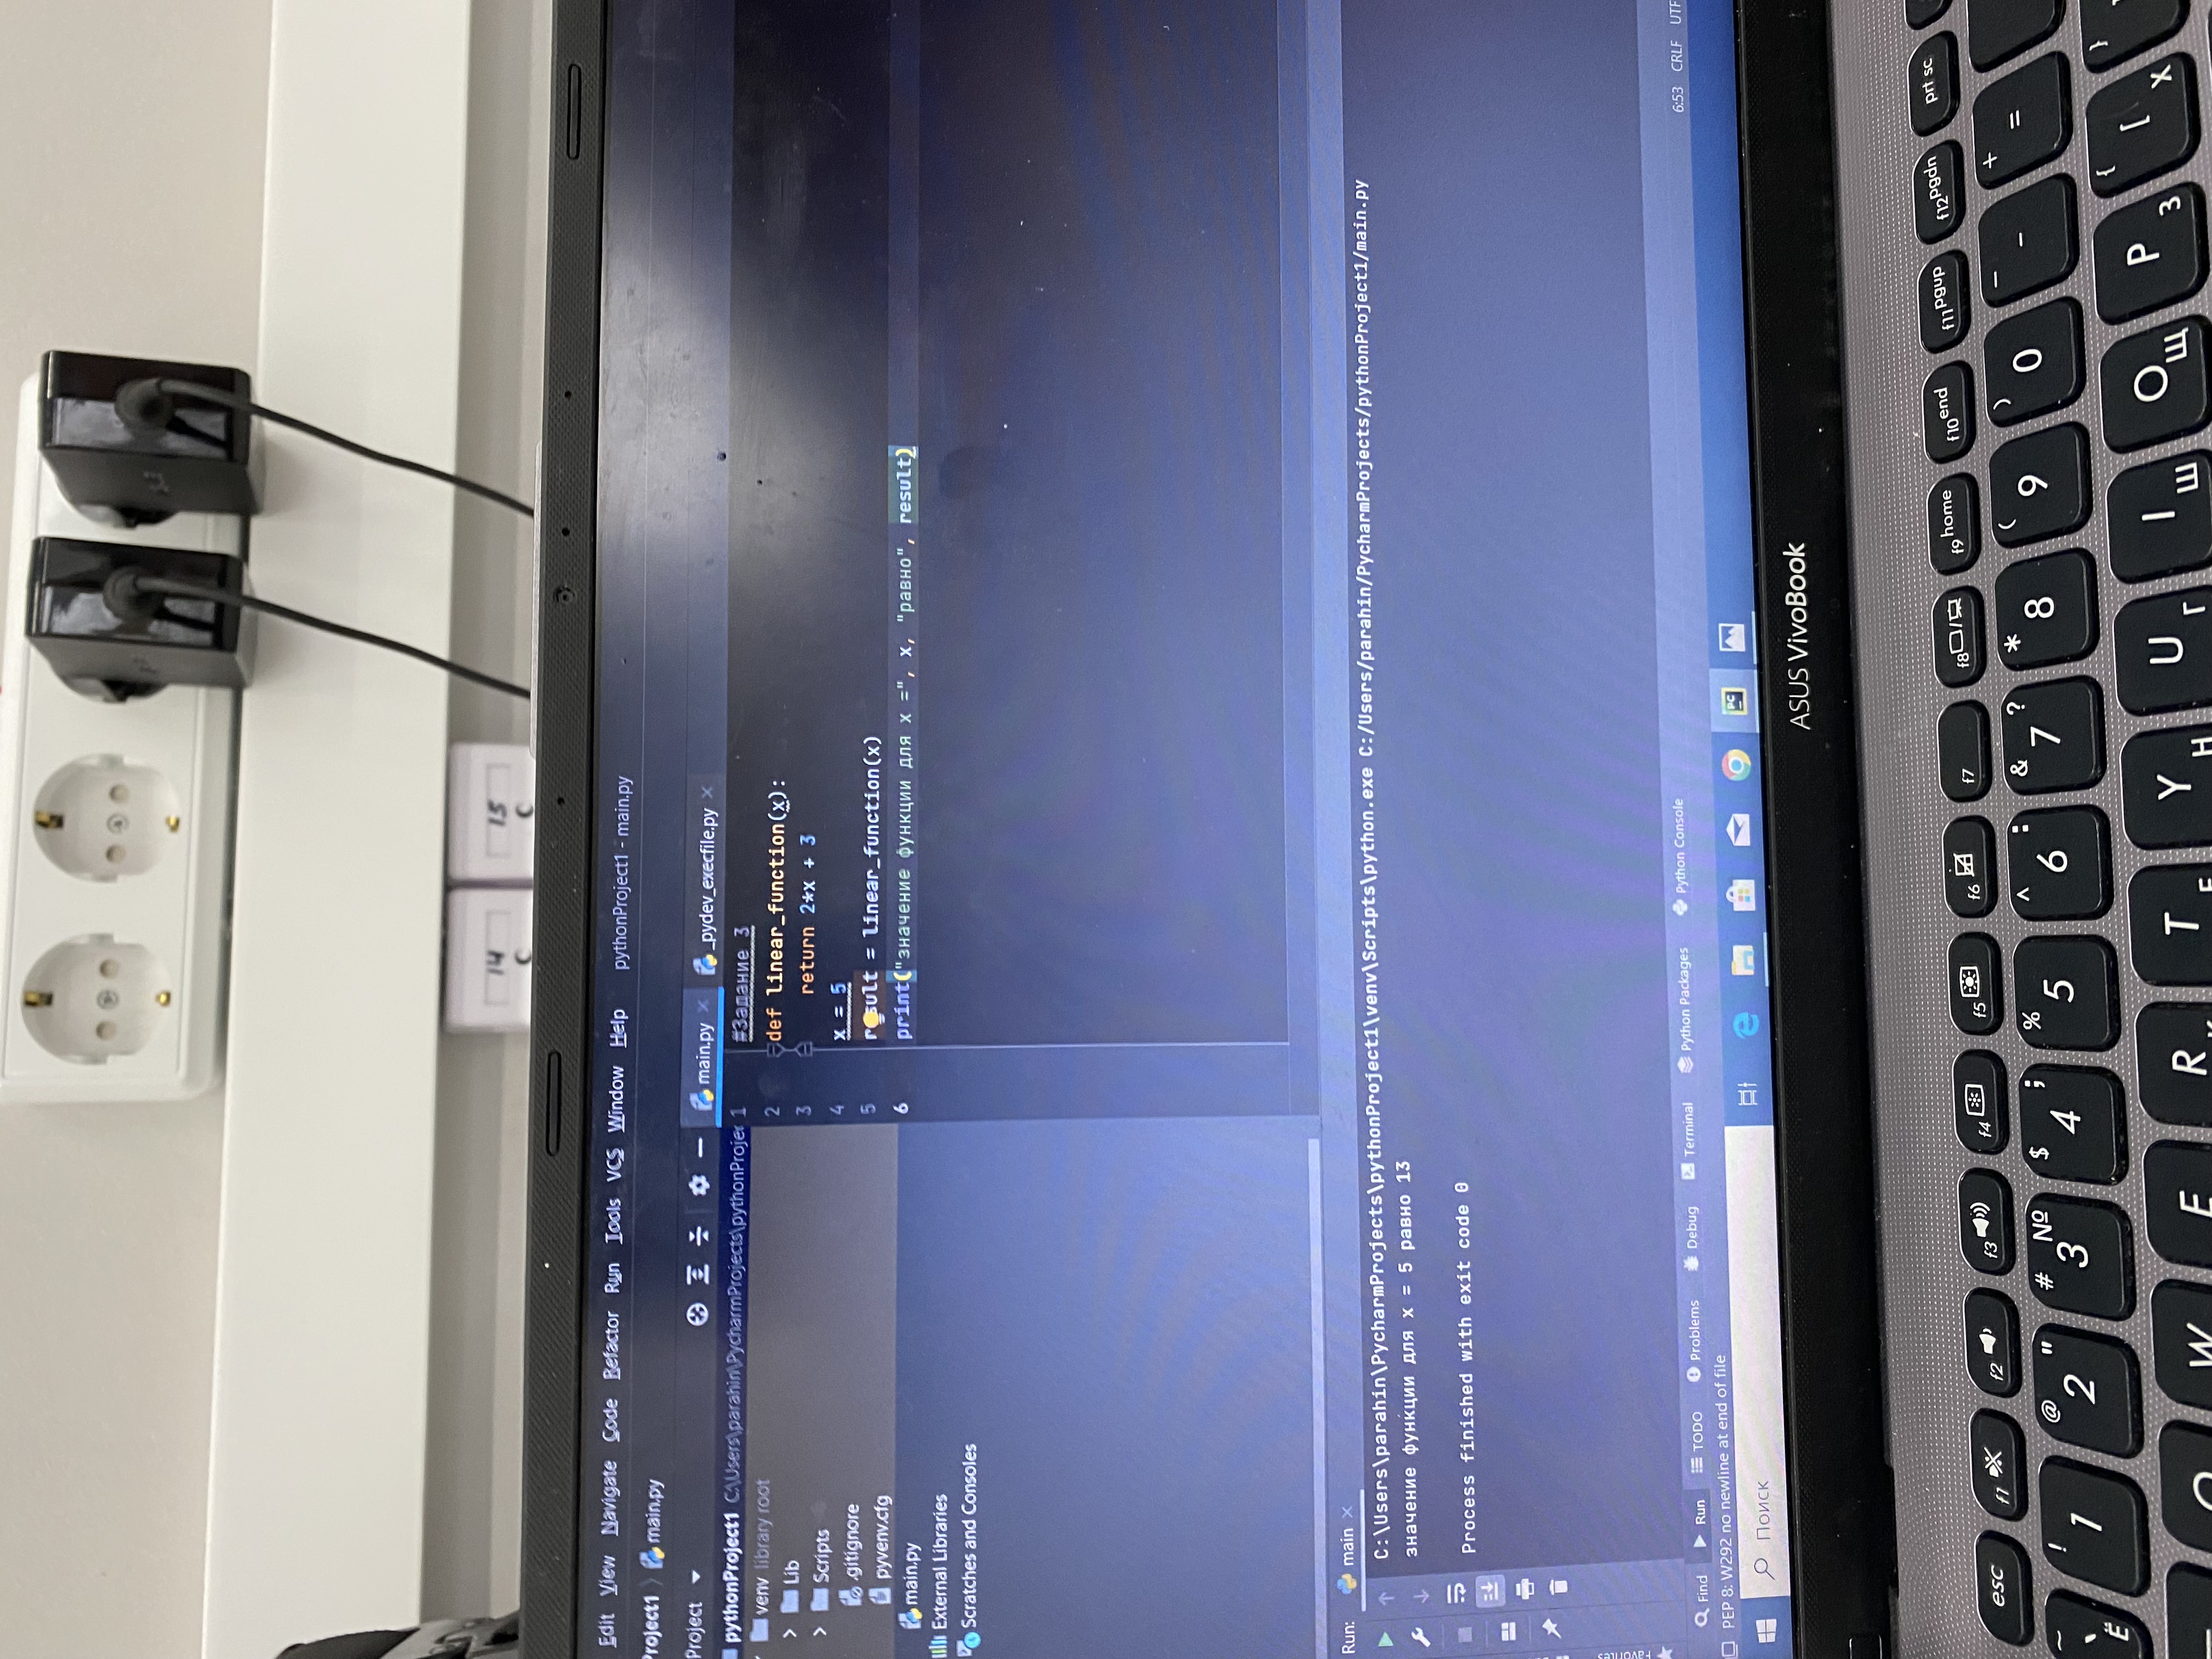 14
15
C
C
Edit View Navigate Code Refactor Run Tools VCS Window Help pythonProject1 - main.py
Project1 main.py
Project
main.py
_pydev_execfile.py
pythonProject1 C:\Users\parahin\PycharmProjects\pythonProjec
venv library root
Lib
Scripts
.gitignore
pyvenv.cfg
main.py
External Libraries
Scratches and Consoles
1 #Задание 3
2 def linear_function(x):
3 return 2*x + 3
4 x = 5
5 result = linear_function(x)
6 print("значение функции для x =", x, "равно", result)
Run: main
C:\Users\parahin\PycharmProjects\pythonProject1\venv\Scripts\python.exe C:/Users/parahin/PycharmProjects/pythonProject1/main.py
значение функции для x = 5 равно 13
Process finished with exit code 0
Favorites
Find Run TODO Problems Debug Terminal Python Packages Python Console
6:53 CRLF UTF
PEP 8: W292 no newline at end of file
Поиск
PC
ASUS VivoBook
esc f1 f2 f3 f4 f5 f6 f7 f8 f9 home f10 end f11 pgup f12 pgdn prt sc
~ ` Ё ! 1 @ " 2 # № 3 $ ; 4 % 5 ^ : 6 & ? 7 * 8 ( 9 ) 0 _ - + =
W E R T Y Н U Г I Ш O Щ P З { [ Х }